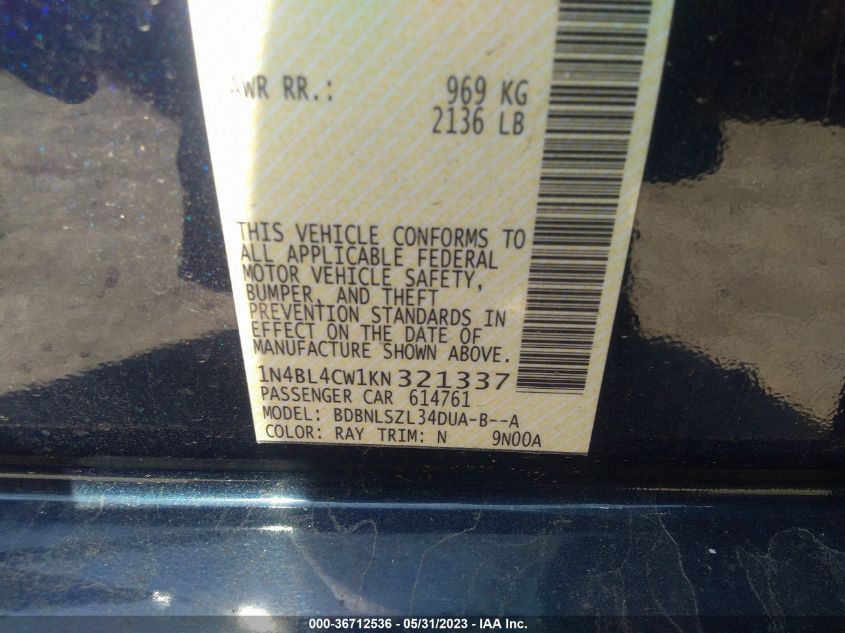 RR.: 969 KG
2136 LB
THIS VEHICLE CONFORMS TO
ALL APPLICABLE FEDERAL
MOTOR VEHICLE SAFETY,
BUMPER, AND THEFT
PREVENTION STANDARDS IN
EFFECT ON THE DATE OF
MANUFACTURE SHOWN ABOVE.
1N4BL4CW1KN321337
PASSENGER CAR 614761
MODEL: BDBNLSZL34DUA-B--A
COLOR: RAY TRIM: N 9N00A
000-36712536 - 05/31/2023 - IAA Inc.